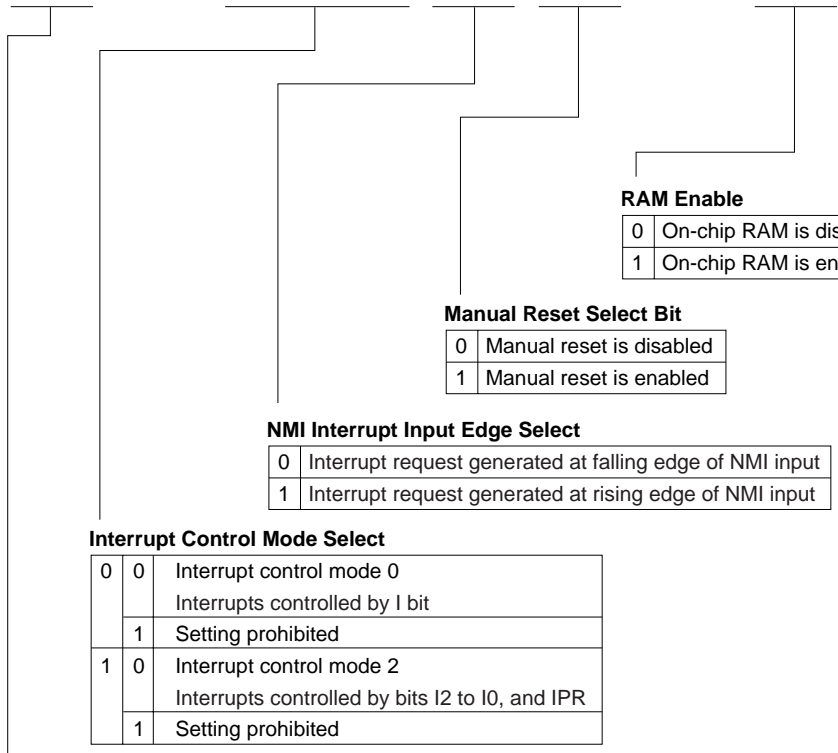 RAM Enable
0 On-chip RAM is
1 On-chip RAM is
Manual Reset Select Bit
0 Manual reset is disabled
1 Manual reset is enabled
NMI Interrupt Input Edge Select
0 Interrupt request generated at falling edge of NMI input
1 Interrupt request generated at rising edge of NMI input
Interrupt Control Mode Select
0 0 Interrupt control mode 0
Interrupts controlled by I bit
1 Setting prohibited
1 0 Interrupt control mode 2
Interrupts controlled by bits I2 to I0, and IPR
1 Setting prohibited